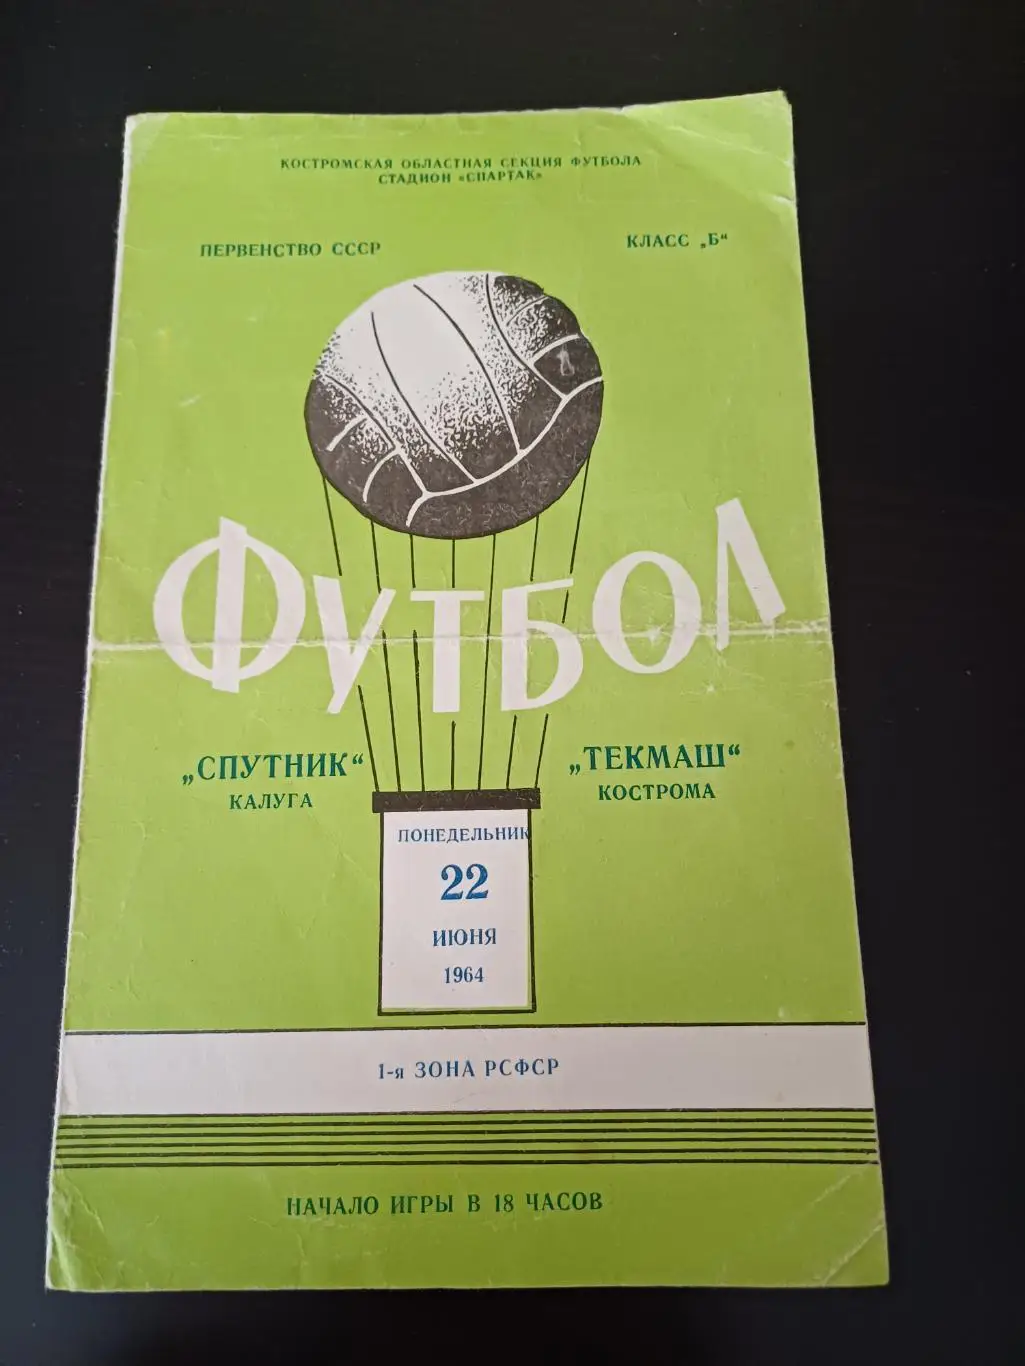 КОСТРОМСКАЯ ОБЛАСТНАЯ СЕКЦИЯ ФУТБОЛА
СТАДИОН «СПАРТАК»
ПЕРВЕНСТВО СССР
КЛАСС „Б“
ФУТБОЛ
„СПУТНИК“
КАЛУГА
„ТЕКМАШ“
КОСТРОМА
ПОНЕДЕЛЬНИК
22
ИЮНЯ
1964
1-я ЗОНА РСФСР
НАЧАЛО ИГРЫ В 18 ЧАСОВ